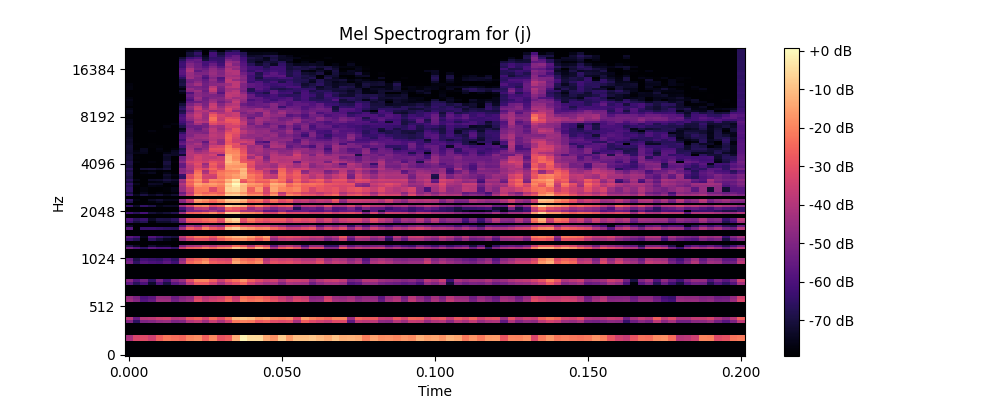 Mel Spectrogram for (j)
Hz
16384
8192
4096
2048
1024
512
0
0.000 0.050 0.100 0.150 0.200
Time
+0 dB
-10 dB
-20 dB
-30 dB
-40 dB
-50 dB
-60 dB
-70 dB